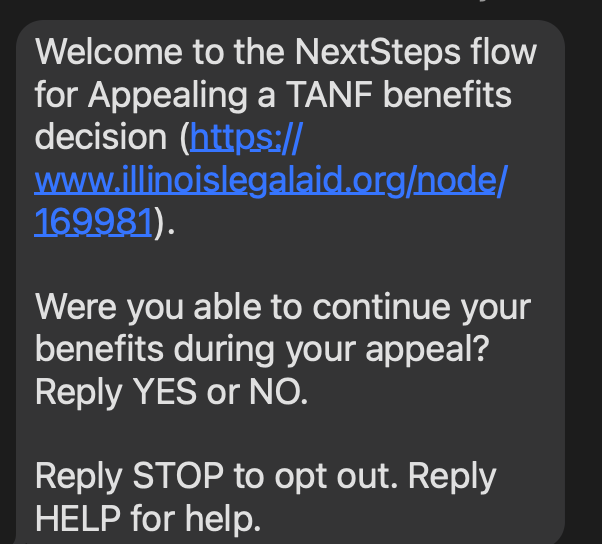 Welcome to the NextSteps flow
for Appealing a TANF benefits
decision (https://
www.illinoislegalaid.org/node/
169981).
Were you able to continue your
benefits during your appeal?
Reply YES or NO.
Reply STOP to opt out. Reply
HELP for help.